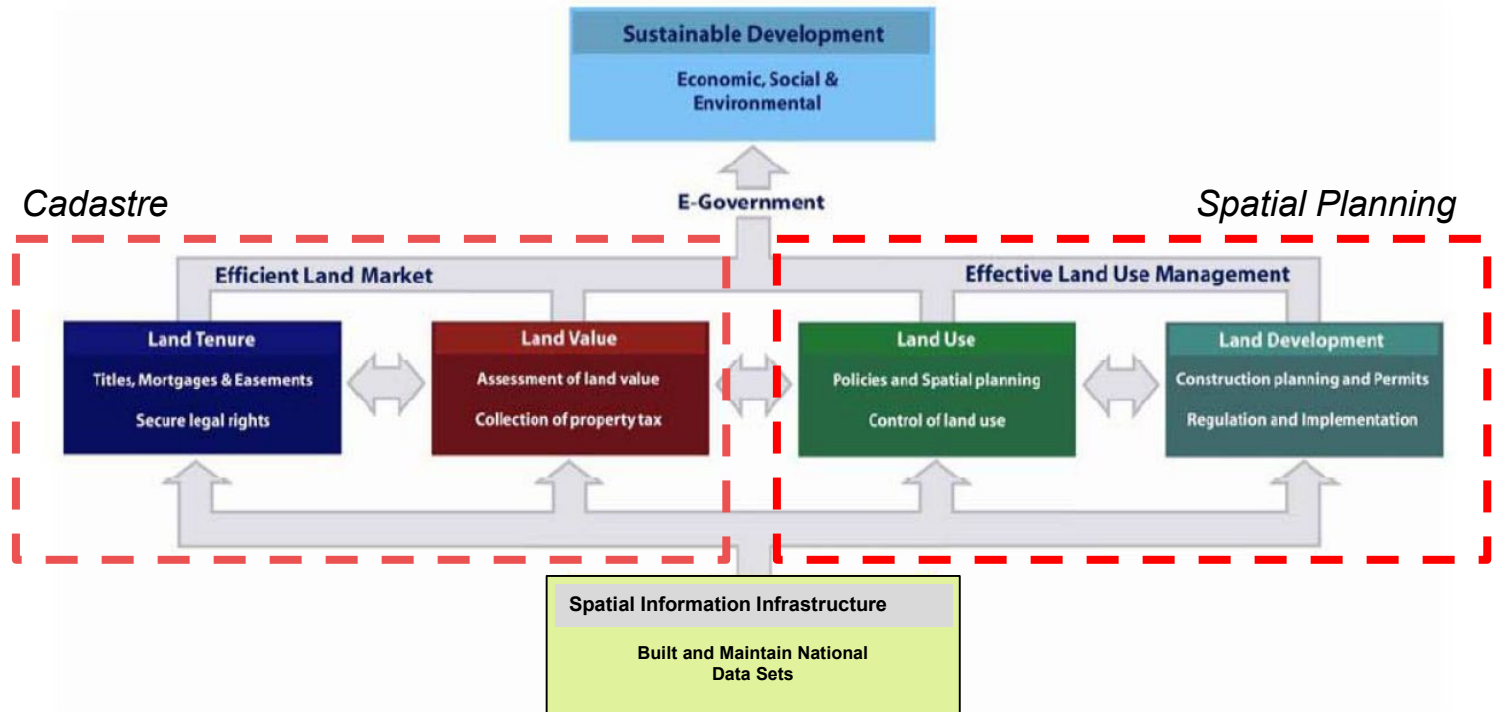 Sustainable Development
Economic, Social &
Environmental
Cadastre
E-Government
Spatial Planning
Efficient Land Market
Effective Land Use Management
Land Tenure
Titles, Mortgages & Easements
Secure legal rights
Land Value
Assessment of land value
Collection of property tax
Land Use
Policies and Spatial planning
Control of land use
Land Development
Construction planning and Permits
Regulation and Implementation
Spatial Information Infrastructure
Built and Maintain National
Data Sets